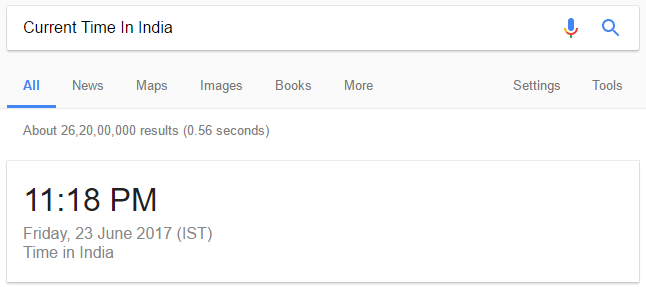 Current Time In India
All News Maps Images Books More Settings Tools
About 26,20,00,000 results (0.56 seconds)
11:18 PM
Friday, 23 June 2017 (IST)
Time in India